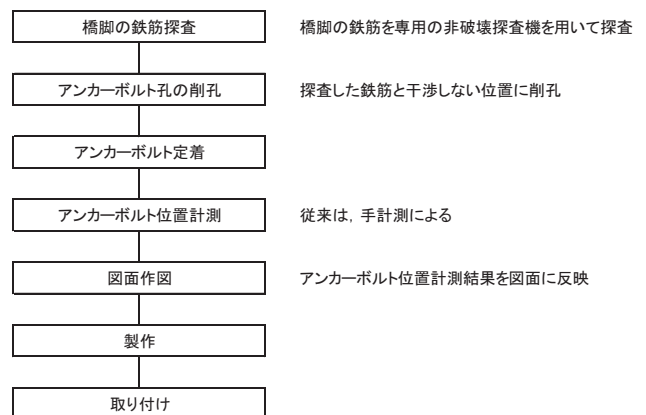 橋脚の鉄筋探査
橋脚の鉄筋を専用の非破壊探査機を用いて探査
アンカーボルト孔の削孔
探査した鉄筋と干渉しない位置に削孔
アンカーボルト定着
アンカーボルト位置計測
従来は，手計測による
図面作図
アンカーボルト位置計測結果を図面に反映
製作
取り付け